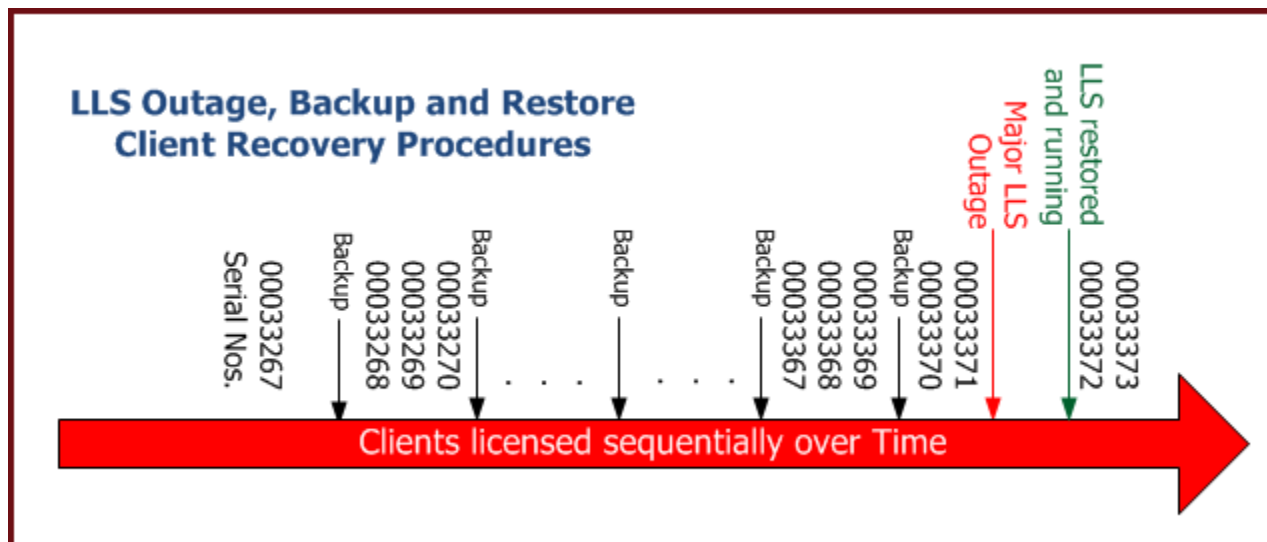 LLS Outage, Backup and Restore
Client Recovery Procedures
Serial Nos.
00033267
Backup
00033268
00033269
00033270
Backup
. . . .
Backup
. . . .
Backup
00033367
00033368
00033369
Backup
00033370
00033371
Major LLS
Outage
LLS restored
and running
00033372
00033373
Clients licensed sequentially over Time